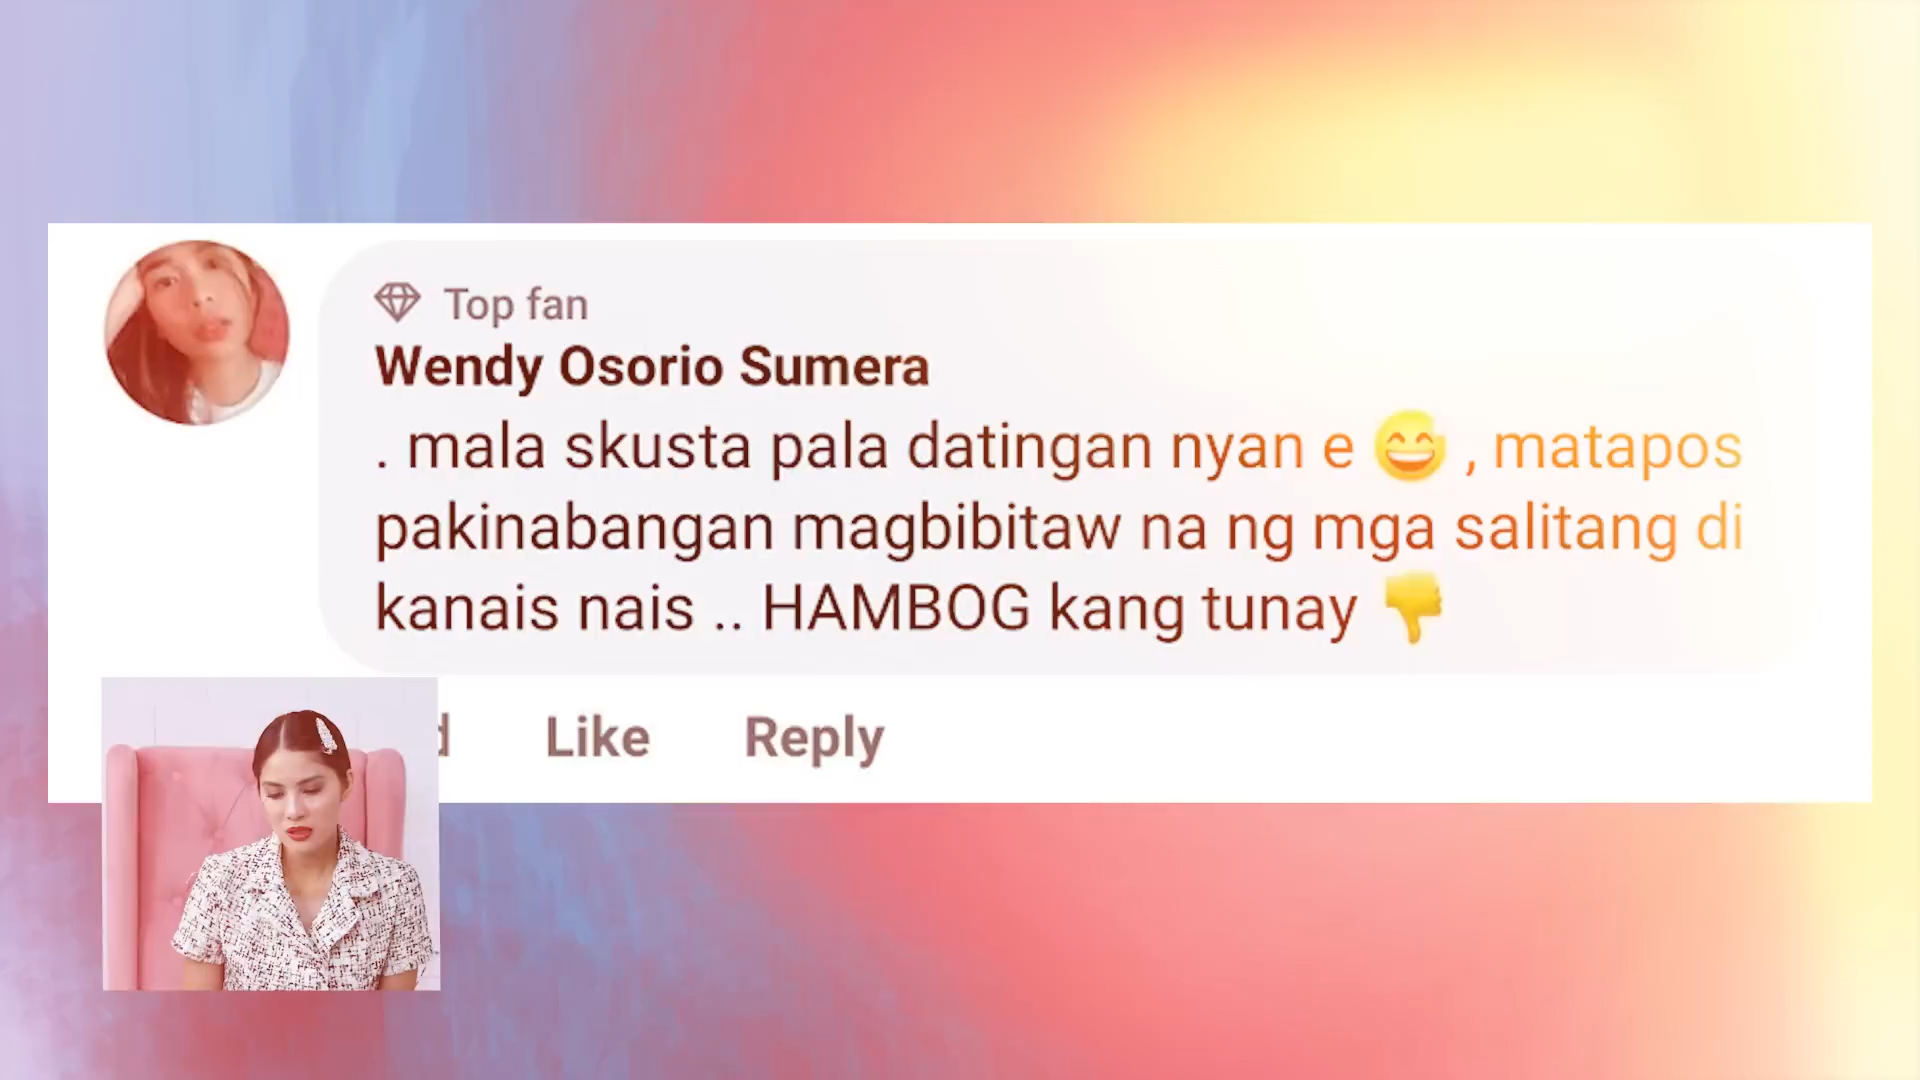 Top fan
Wendy Osorio Sumera
. mala skusta pala datingan nyan e 😅 , matapos
pakinabangan magbibitaw na ng mga salitang di
kanais nais .. HAMBOG kang tunay 👎
Like Reply